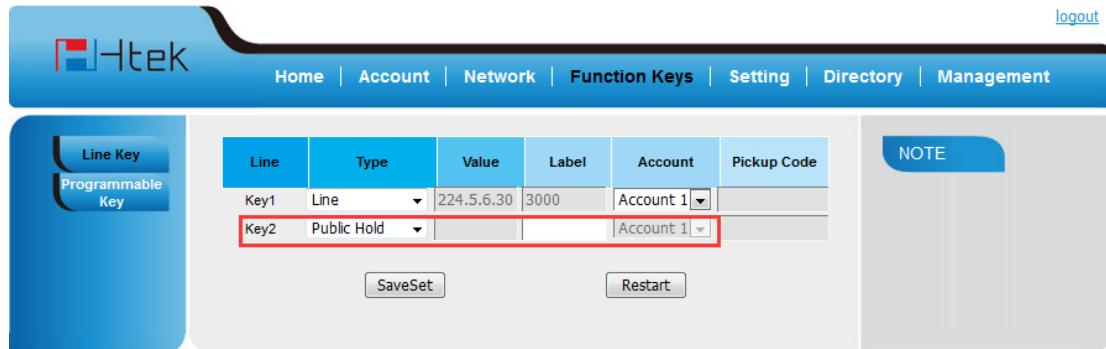 logout
Htek
Home | Account | Network | Function Keys | Setting | Directory | Management
Line Key
Programmable
Key
NOTE
Line Type Value Label Account Pickup Code
Key1 Line 224.5.6.30 3000 Account 1
Key2 Public Hold Account 1
SaveSet Restart